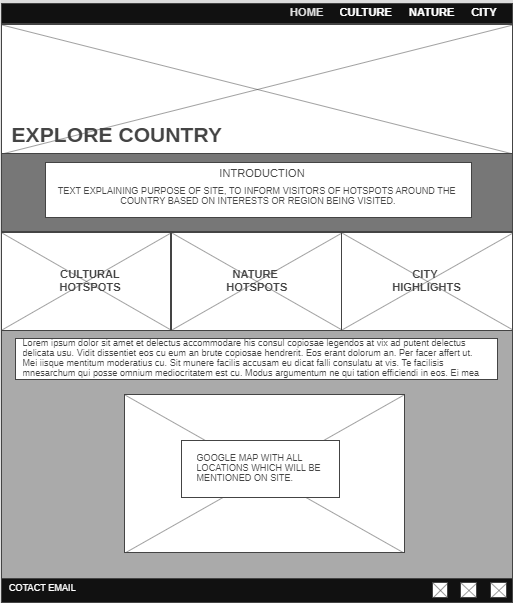 HOME CULTURE NATURE CITY
EXPLORE COUNTRY
INTRODUCTION
TEXT EXPLAINING PURPOSE OF SITE, TO INFORM VISITORS OF HOTSPOTS AROUND THE
COUNTRY BASED ON INTERESTS OR REGION BEING VISITED.
CULTURAL
HOTSPOTS
NATURE
HOTSPOTS
CITY
HIGHLIGHTS
Lorem ipsum dolor sit amet et delectus accommodare his consul copiosae legendos at vix ad putent delectus
delicata usu. Vidit dissentiet eos cu eum an brute copiosae hendrerit. Eos erant dolorum an. Per facer affert ut.
Mei iisque mentitum moderatius cu. Sit munere facilis accusam eu dicat falli consulatu at vis. Te facilisis
mnesarchum qui posse omnium mediocritatem est cu. Modus argumentum ne qui tation efficiendi in eos. Ei mea
GOOGLE MAP WITH ALL
LOCATIONS WHICH WILL BE
MENTIONED ON SITE.
COTACT EMAIL